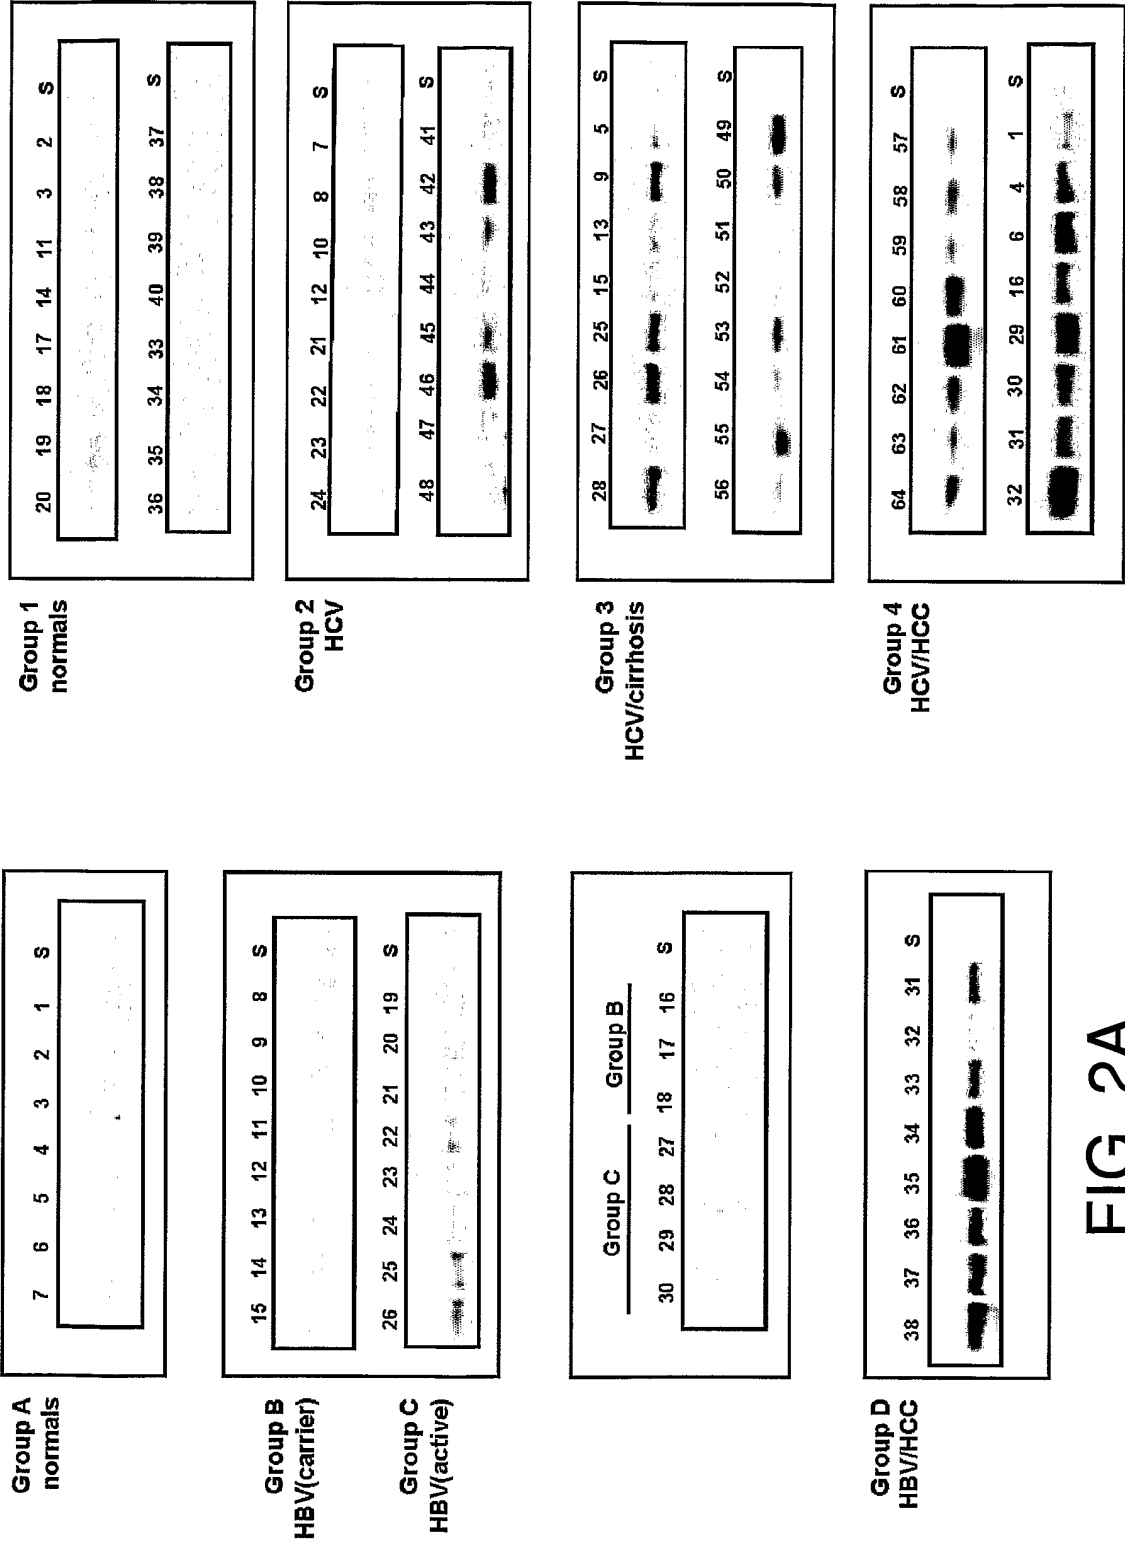 Group A
normals
7 6 5 4 3 2 1 S
Group B
HBV(carrier)
15 14 13 12 11 10 9 8 S
Group C
HBV(active)
26 25 24 23 22 21 20 19 S
Group C Group B
30 29 28 27 18 17 16 S
Group D
HBV/HCC
38 37 36 35 34 33 32 31 S
Group 1
normals
20 19 18 17 14 11 3 2 S
36 35 34 33 40 39 38 37 S
Group 2
HCV
24 23 22 21 12 10 8 7 S
48 47 46 45 44 43 42 41 S
Group 3
HCV/cirrhosis
28 27 26 25 15 13 9 5 S
56 55 54 53 52 51 50 49 S
Group 4
HCV/HCC
64 63 62 61 60 59 58 57 S
32 31 30 29 16 6 4 1 S
FIG. 2A